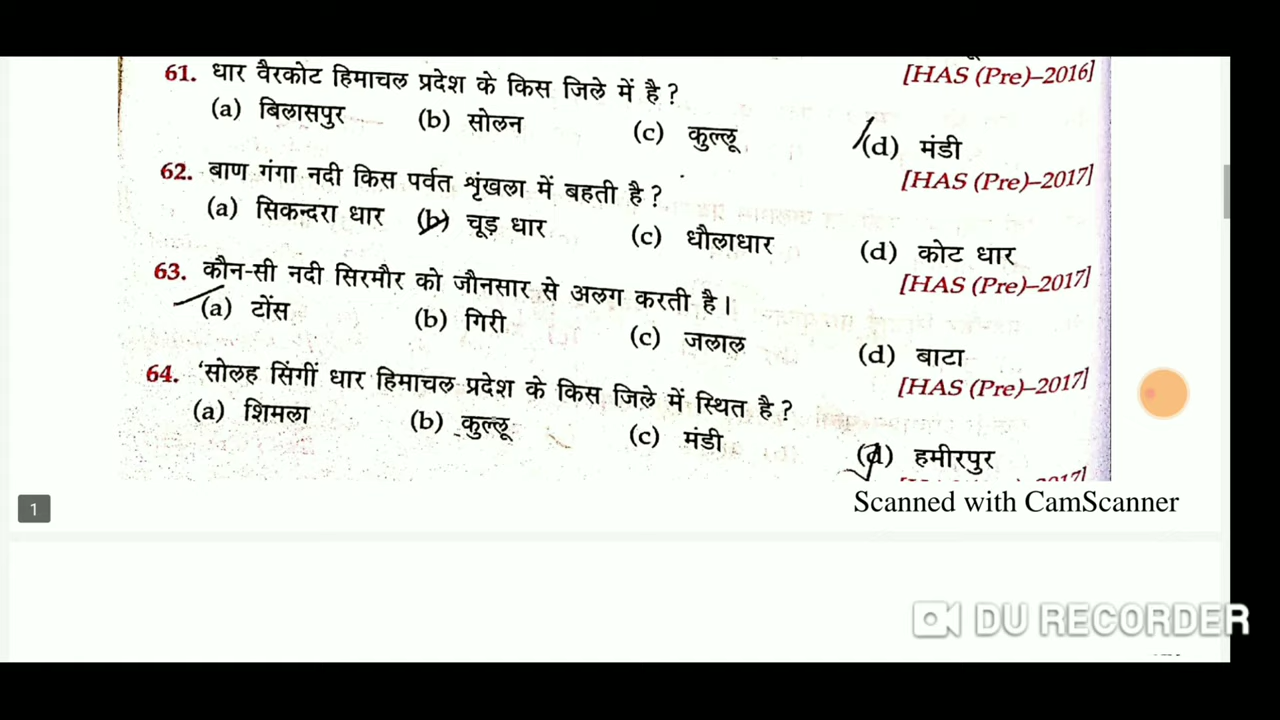 61. धार वैरकोट हिमाचल प्रदेश के किस जिले में है ?
[HAS (Pre)–2016]
(a) बिलासपुर (b) सोलन (c) कुल्लू (d) मंडी
62. बाण गंगा नदी किस पर्वत शृंखला में बहती है ?
[HAS (Pre)–2017]
(a) सिकन्दरा धार (b) चूड़ धार (c) धौलाधार (d) कोट धार
63. कौन-सी नदी सिरमौर को जौनसार से अलग करती है।
[HAS (Pre)–2017]
(a) टोंस (b) गिरी (c) जलाल (d) बाटा
64. 'सोलह सिंगीं धार हिमाचल प्रदेश के किस जिले में स्थित है ?
[HAS (Pre)–2017]
(a) शिमला (b) कुल्लू (c) मंडी (d) हमीरपुर
Scanned with CamScanner
1
DU RECORDER